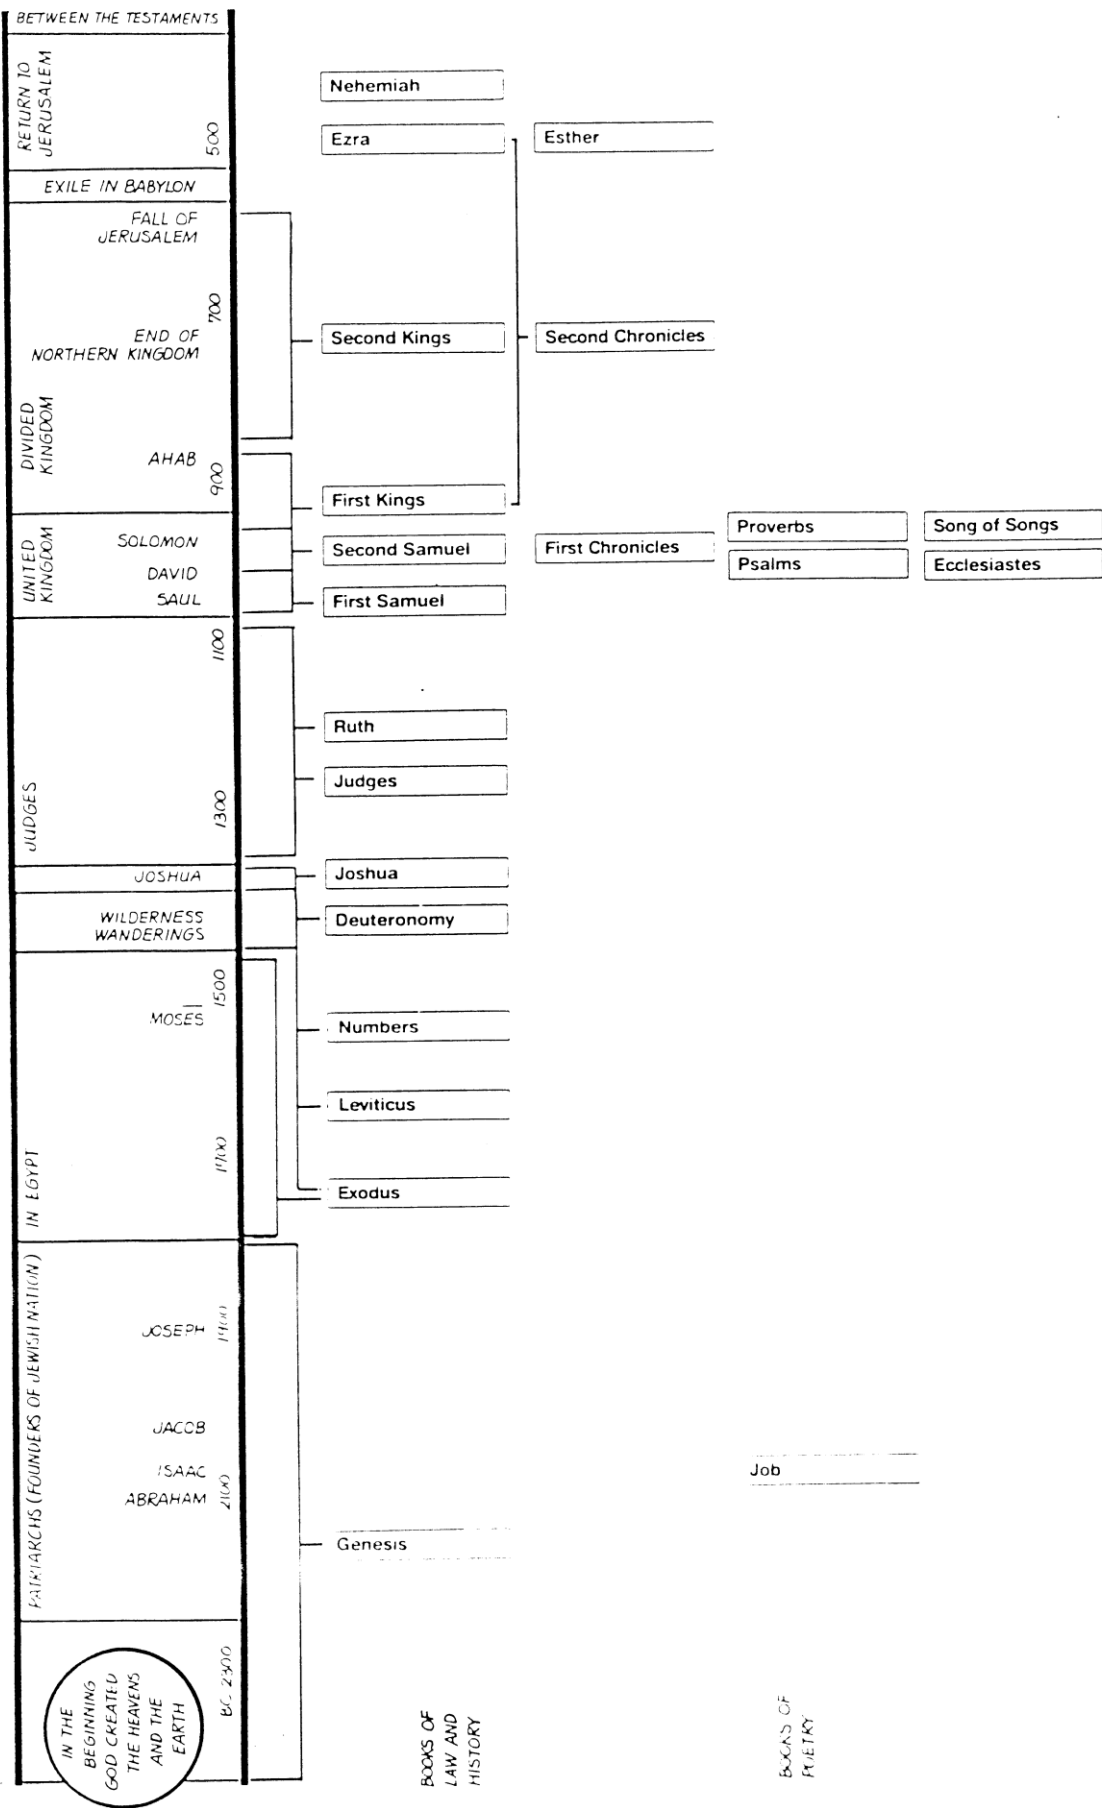 BETWEEN THE TESTAMENTS
RETURN TO
JERUSALEM
500
Nehemiah
Ezra
Esther
EXILE IN BABYLON
FALL OF
JERUSALEM
700
END OF
NORTHERN KINGDOM
Second Kings
Second Chronicles
DIVIDED
KINGDOM
AHAB
900
First Kings
UNITED
KINGDOM
SOLOMON
DAVID
SAUL
Second Samuel
First Samuel
First Chronicles
Proverbs
Song of Songs
Psalms
Ecclesiastes
1100
JUDGES
1300
Ruth
Judges
JOSHUA
Joshua
WILDERNESS
WANDERINGS
Deuteronomy
1500
MOSES
Numbers
Leviticus
IN EGYPT
1700
Exodus
PATRIARCHS (FOUNDERS OF JEWISH NATION)
JOSEPH
1900
JACOB
ISAAC
ABRAHAM
2100
Job
Genesis
BC 2300
IN THE
BEGINNING
GOD CREATED
THE HEAVENS
AND THE
EARTH
BOOKS OF
LAW AND
HISTORY
BOOKS OF
POETRY